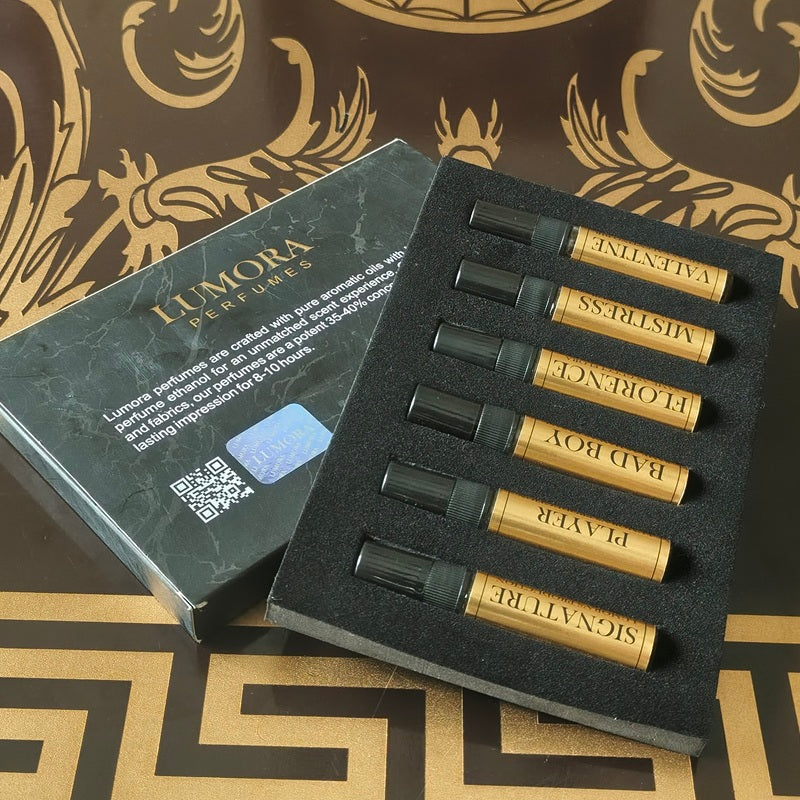 LUMORA
PERFUMES
Lumora perfumes are crafted with pure aromatic oils with
perfume ethanol for an unmatched scent experience.
and fabrics, our perfumes are a potent 35-40%
lasting impression for 8-10 hours.
LUMORA
VALENTINE
MISTRESS
FLORENCE
BAD BOY
PLAYER
SIGNATURE